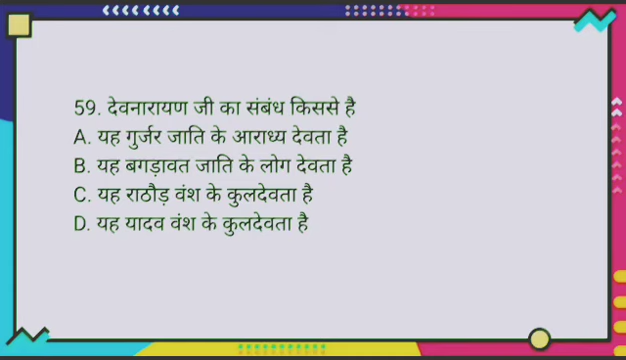 59. देवनारायण जी का संबंध किससे है
A. यह गुर्जर जाति के आराध्य देवता है
B. यह बगड़ावत जाति के लोग देवता है
C. यह राठौड़ वंश के कुलदेवता है
D. यह यादव वंश के कुलदेवता है